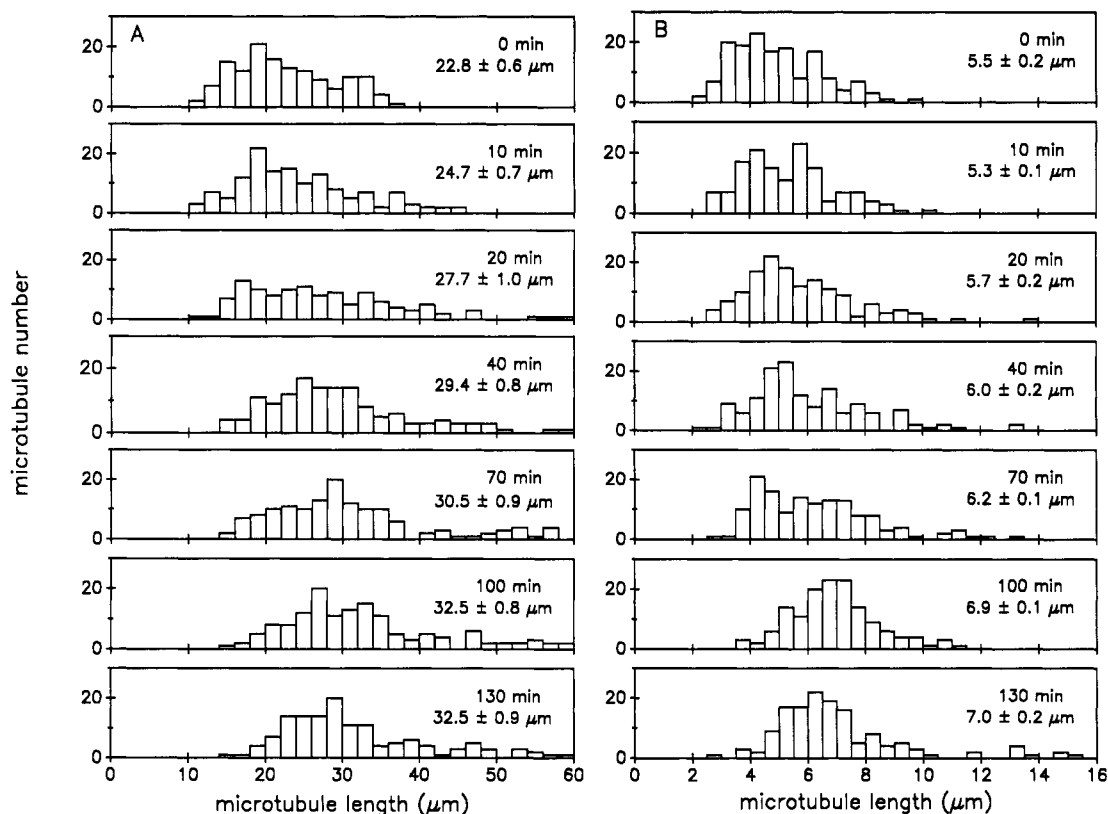 A
0 min
22.8 ± 0.6 μm
20
0
10 min
24.7 ± 0.7 μm
20
0
20 min
27.7 ± 1.0 μm
20
0
40 min
29.4 ± 0.8 μm
20
0
70 min
30.5 ± 0.9 μm
20
0
100 min
32.5 ± 0.8 μm
20
0
130 min
32.5 ± 0.9 μm
20
0
0 10 20 30 40 50 60
microtubule length (μm)
microtubule number
B
0 min
5.5 ± 0.2 μm
20
0
10 min
5.3 ± 0.1 μm
20
0
20 min
5.7 ± 0.2 μm
20
0
40 min
6.0 ± 0.2 μm
20
0
70 min
6.2 ± 0.1 μm
20
0
100 min
6.9 ± 0.1 μm
20
0
130 min
7.0 ± 0.2 μm
20
0
0 2 4 6 8 10 12 14 16
microtubule length (μm)